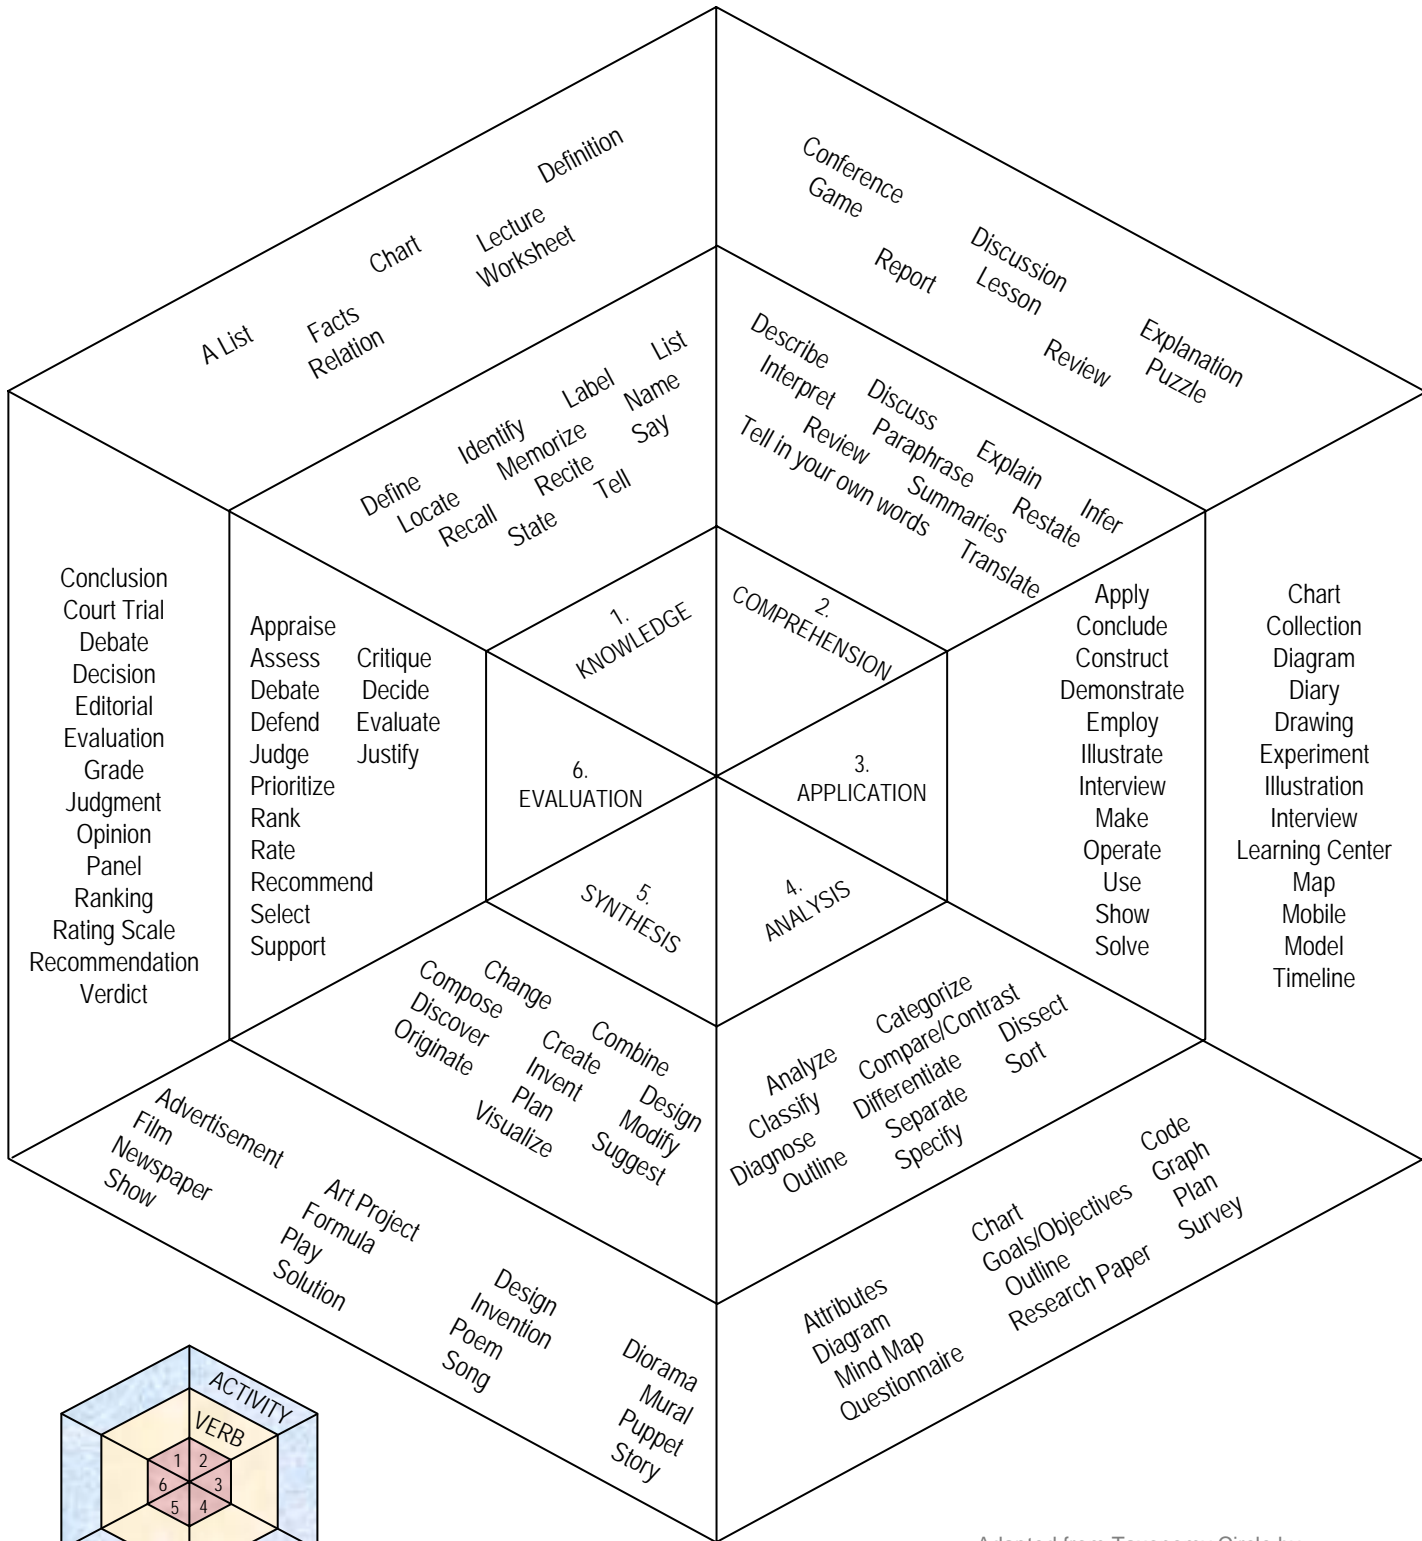 Definition
Lecture
Worksheet
Chart
Facts
Relation
A List
Conference
Game
Discussion
Lesson
Report
Explanation
Puzzle
Review
List
Label
Name
Identify
Memorize
Say
Define
Locate
Recite
Tell
Recall
State
Describe
Interpret
Discuss
Review
Paraphrase
Explain
Tell in your own words
Summaries
Restate
Infer
Translate
1.
KNOWLEDGE
2.
COMPREHENSION
3.
APPLICATION
4.
ANALYSIS
5.
SYNTHESIS
6.
EVALUATION
Conclusion
Court Trial
Debate
Decision
Editorial
Evaluation
Grade
Judgment
Opinion
Panel
Ranking
Rating Scale
Recommendation
Verdict
Appraise
Assess Critique
Debate Decide
Defend Evaluate
Judge Justify
Prioritize
Rank
Rate
Recommend
Select
Support
Apply
Conclude
Construct
Demonstrate
Employ
Illustrate
Interview
Make
Operate
Use
Show
Solve
Chart
Collection
Diagram
Diary
Drawing
Experiment
Illustration
Interview
Learning Center
Map
Mobile
Model
Timeline
Change
Compose
Discover
Originate
Combine
Create
Invent
Plan
Visualize
Design
Modify
Suggest
Categorize
Compare/Contrast
Dissect
Analyze
Differentiate
Sort
Classify
Separate
Diagnose
Specify
Outline
Advertisement
Film
Newspaper
Show
Art Project
Formula
Play
Solution
Design
Invention
Poem
Song
Diorama
Mural
Puppet
Story
Code
Graph
Plan
Survey
Chart
Goals/Objectives
Outline
Research Paper
Attributes
Diagram
Mind Map
Questionnaire
ACTIVITY
VERB
1 2
6 3
5 4
Adapted from Taxonomy Circle by